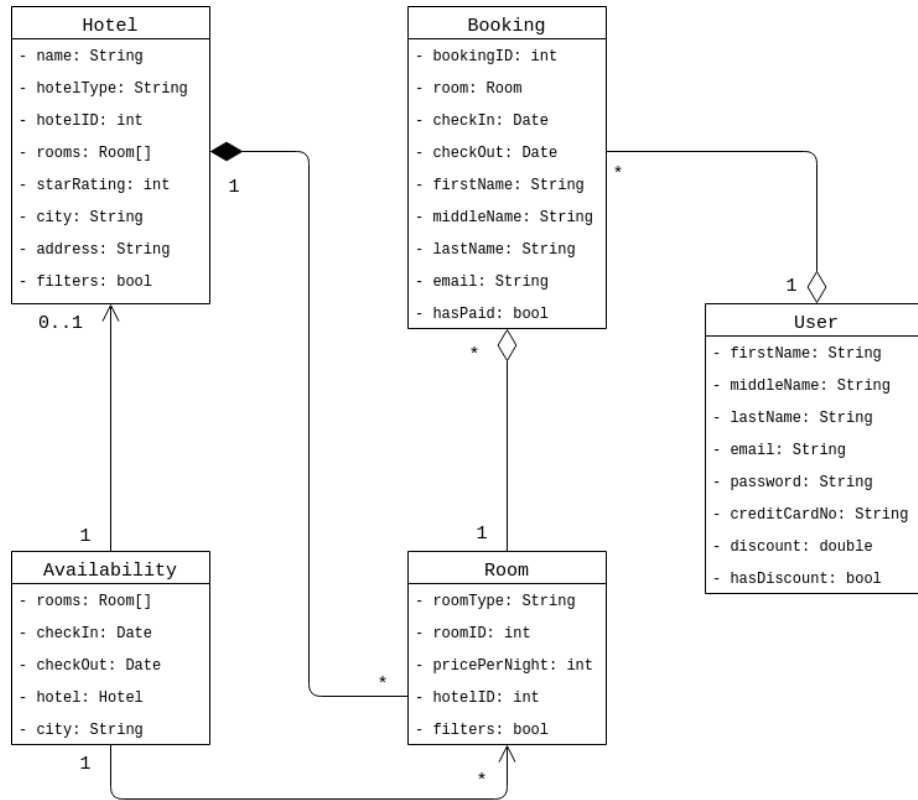 Hotel
- name: String
- hotelType: String
- hotelID: int
- rooms: Room[]
- starRating: int
- city: String
- address: String
- filters: bool
1
0..1
Booking
- bookingID: int
- room: Room
- checkIn: Date
- checkOut: Date
- firstName: String
- middleName: String
- lastName: String
- email: String
- hasPaid: bool
*
*
1
User
- firstName: String
- middleName: String
- lastName: String
- email: String
- password: String
- creditCardNo: String
- discount: double
- hasDiscount: bool
1
Availability
- rooms: Room[]
- checkIn: Date
- checkOut: Date
- hotel: Hotel
- city: String
1
1
Room
- roomType: String
- roomID: int
- pricePerNight: int
- hotelID: int
- filters: bool
*
*